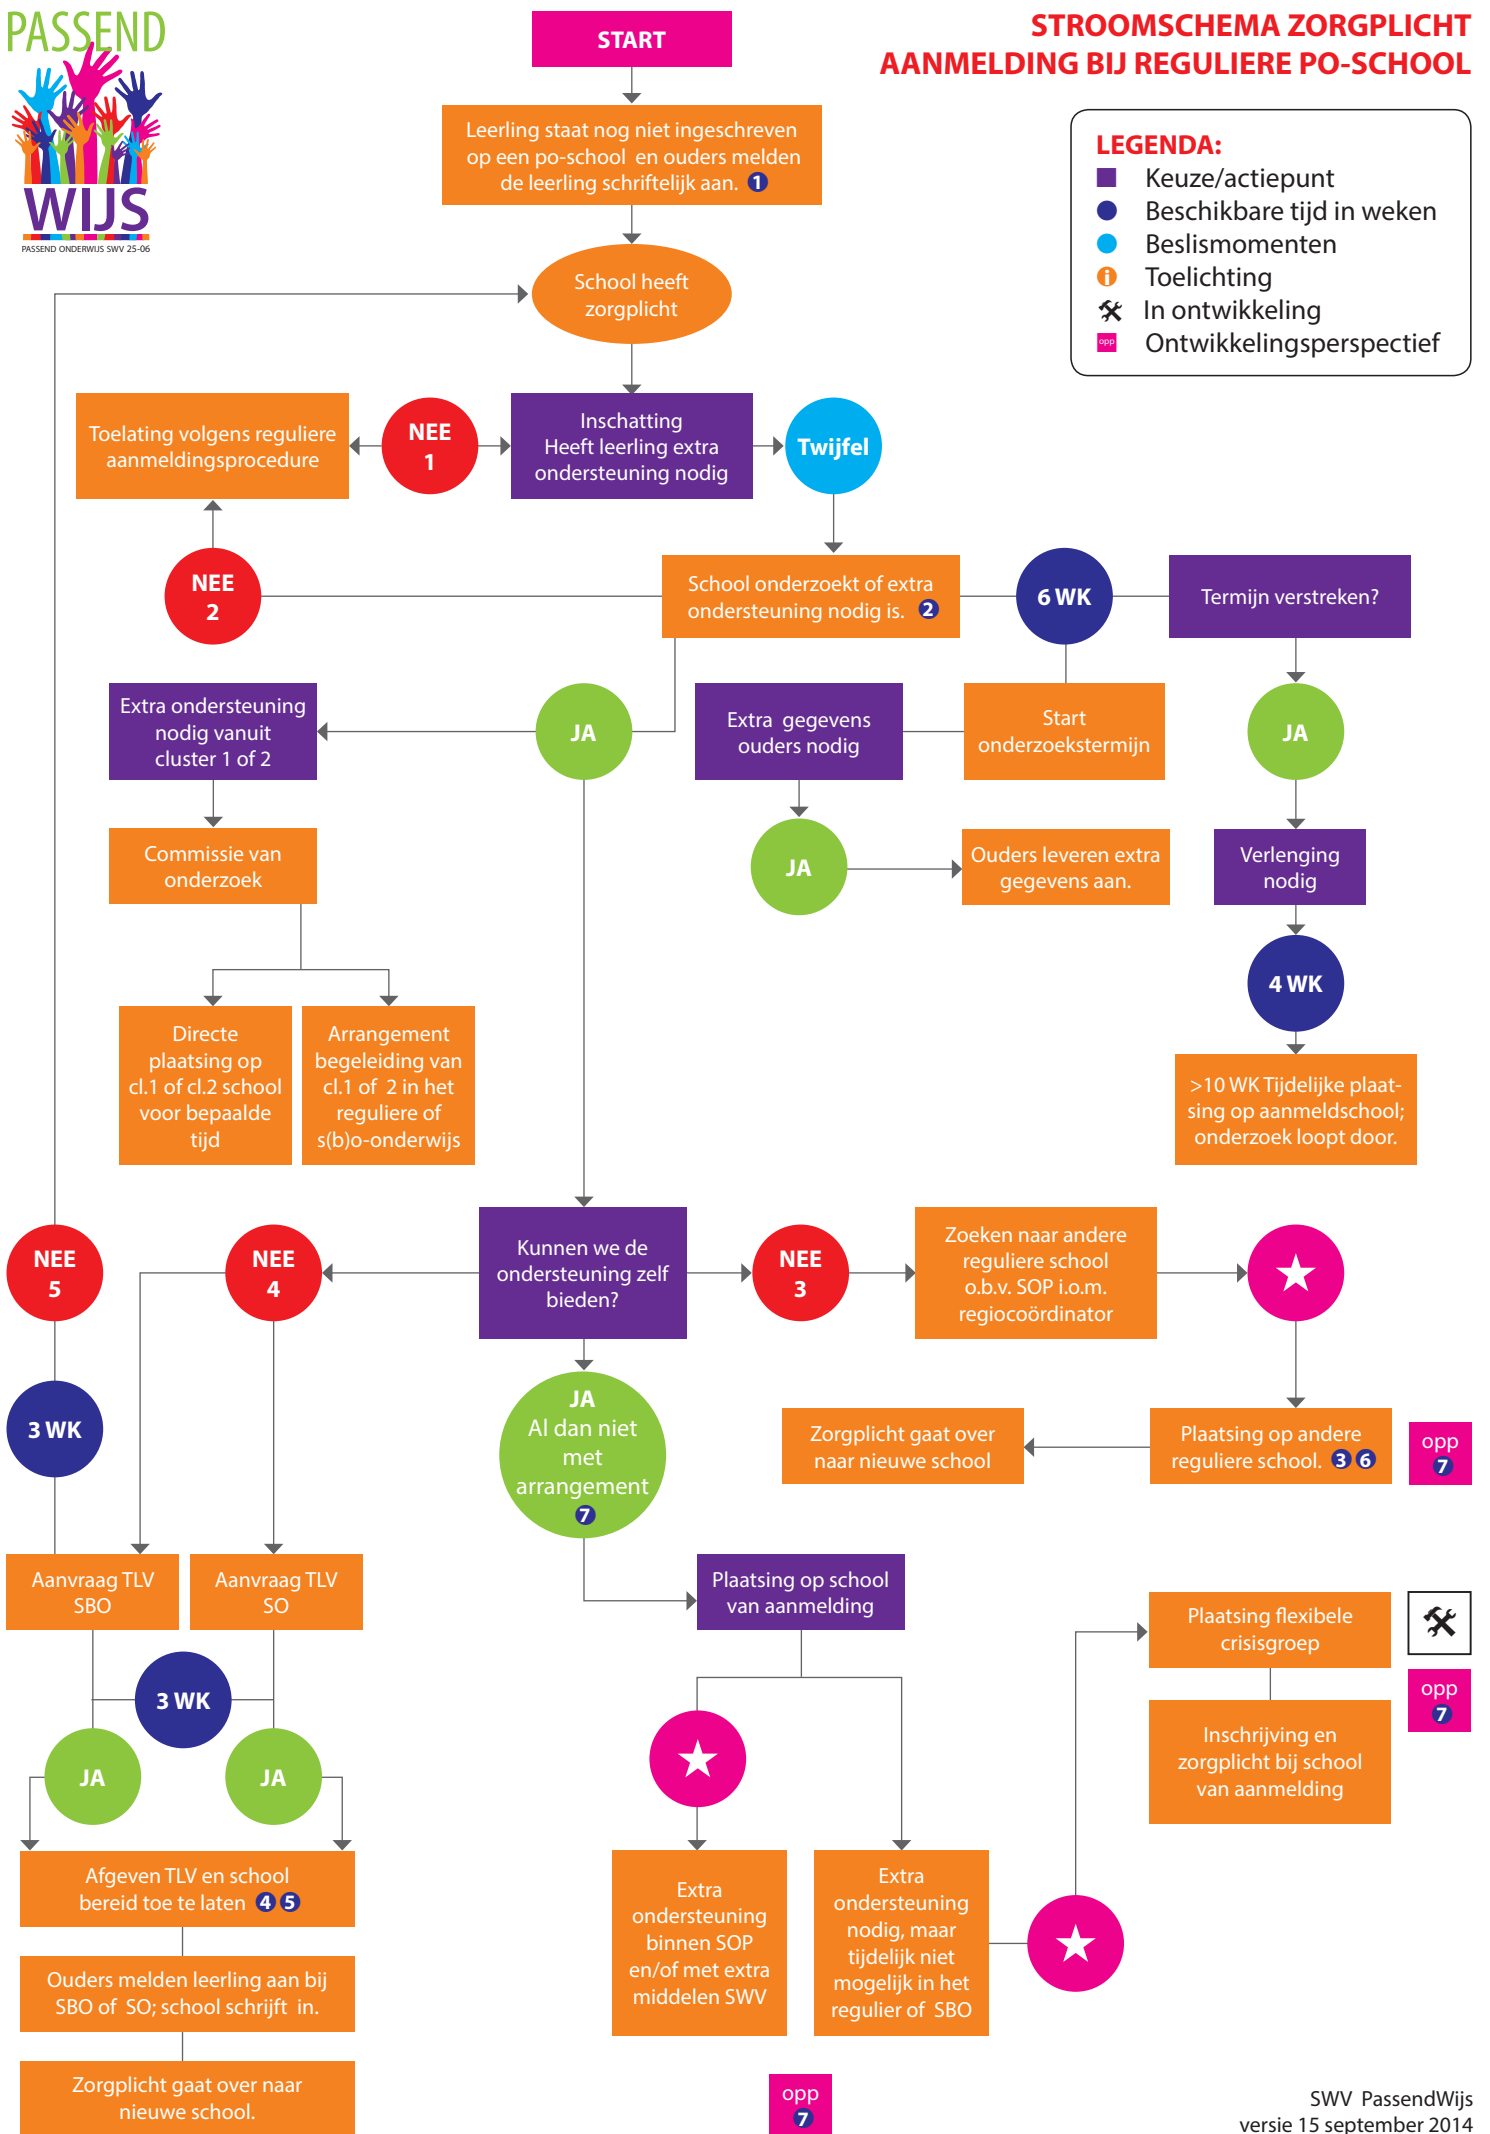 PASSEND
WIJS
PASSEND ONDERWIJS SWV 25-06
START
STROOMSCHEMA ZORGPLICHT
AANMELDING BIJ REGULIERE PO-SCHOOL
LEGENDA:
Keuze/actiepunt
Beschikbare tijd in weken
Beslismomenten
i Toelichting
In ontwikkeling
opp Ontwikkelingsperspectief
Leerling staat nog niet ingeschreven
op een po-school en ouders melden
de leerling schriftelijk aan. 1
School heeft
zorgplicht
Toelating volgens reguliere
aanmeldingsprocedure
NEE
1
Inschatting
Heeft leerling extra
ondersteuning nodig
Twijfel
NEE
2
School onderzoekt of extra
ondersteuning nodig is. 2
6 WK
Termijn verstreken?
Extra ondersteuning
nodig vanuit
cluster 1 of 2
JA
Extra gegevens
ouders nodig
Start
onderzoekstermijn
JA
Commissie van
onderzoek
JA
Ouders leveren extra
gegevens aan.
Verlenging
nodig
4 WK
Directe
plaatsing op
cl.1 of cl.2 school
voor bepaalde
tijd
Arrangement
begeleiding van
cl.1 of 2 in het
reguliere of
s(b)o-onderwijs
>10 WK Tijdelijke plaat-
sing op aanmeldschool;
onderzoek loopt door.
NEE
5
NEE
4
Kunnen we de
ondersteuning zelf
bieden?
NEE
3
Zoeken naar andere
reguliere school
o.b.v. SOP i.o.m.
regiocoördinator
3 WK
JA
Al dan niet
met
arrangement
7
Zorgplicht gaat over
naar nieuwe school
Plaatsing op andere
reguliere school. 3 6
opp
7
Aanvraag TLV
SBO
Aanvraag TLV
SO
Plaatsing op school
van aanmelding
Plaatsing flexibele
crisisgroep
3 WK
opp
7
JA
JA
Inschrijving en
zorgplicht bij school
van aanmelding
Afgeven TLV en school
bereid toe te laten 4 5
Extra
ondersteuning
binnen SOP
en/of met extra
middelen SWV
Extra
ondersteuning
nodig, maar
tijdelijk niet
mogelijk in het
regulier of SBO
Ouders melden leerling aan bij
SBO of SO; school schrijft in.
Zorgplicht gaat over naar
nieuwe school.
opp
7
SWV PassendWijs
versie 15 september 2014